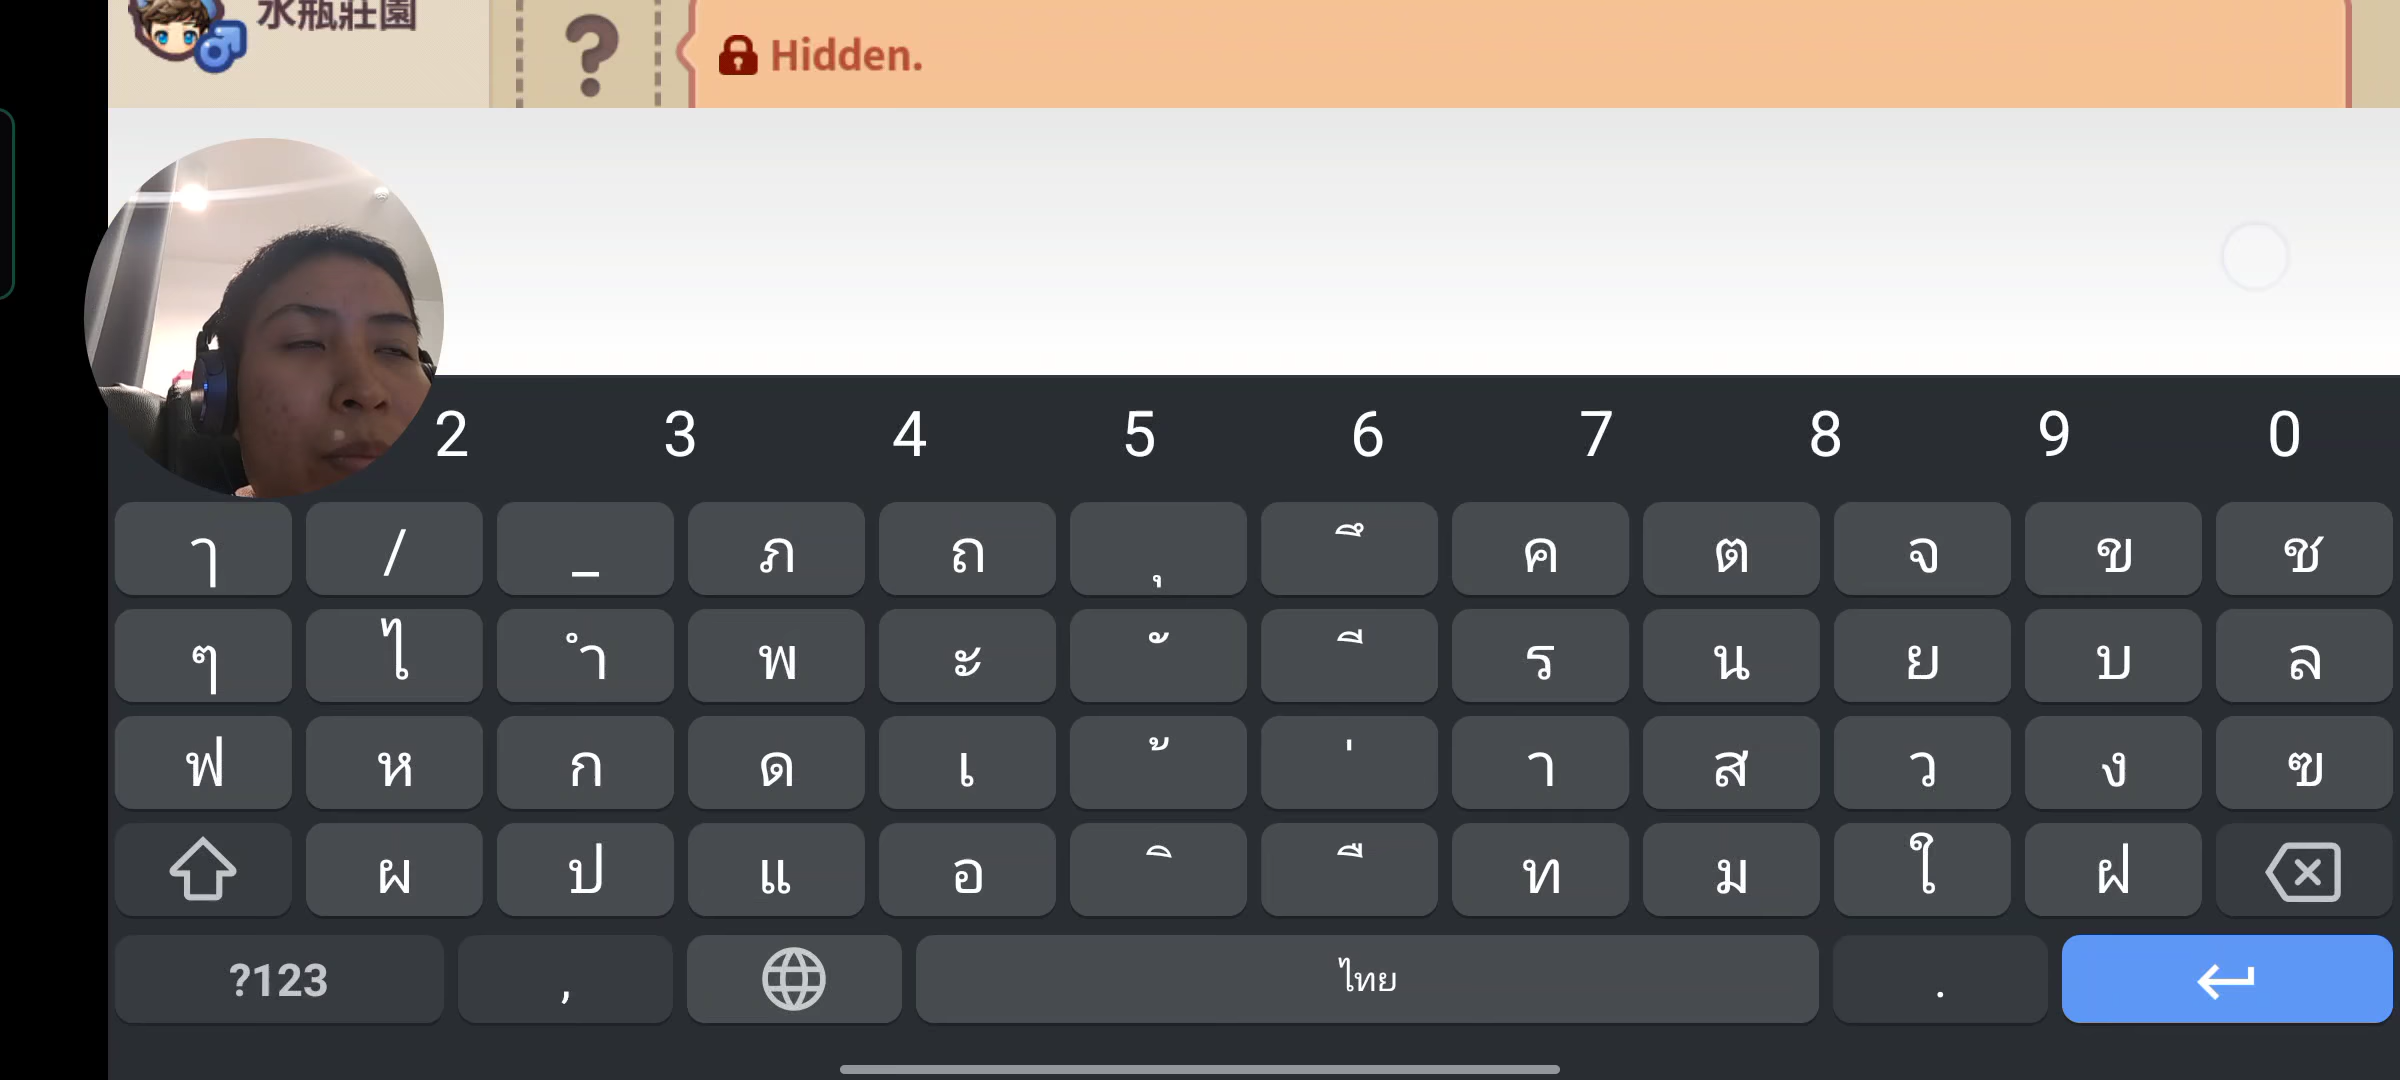 水瓶莊園
?
Hidden.
2 3 4 5 6 7 8 9 0
ๅ / _ ภ ถ ุ ึ ค ต จ ข ช
ๆ ไ ำ พ ะ ั ี ร น ย บ ล
ฟ ห ก ด เ ้ ่ า ส ว ง ฃ
ผ ป แ อ ิ ื ท ม ใ ฝ
?123 , ไทย .